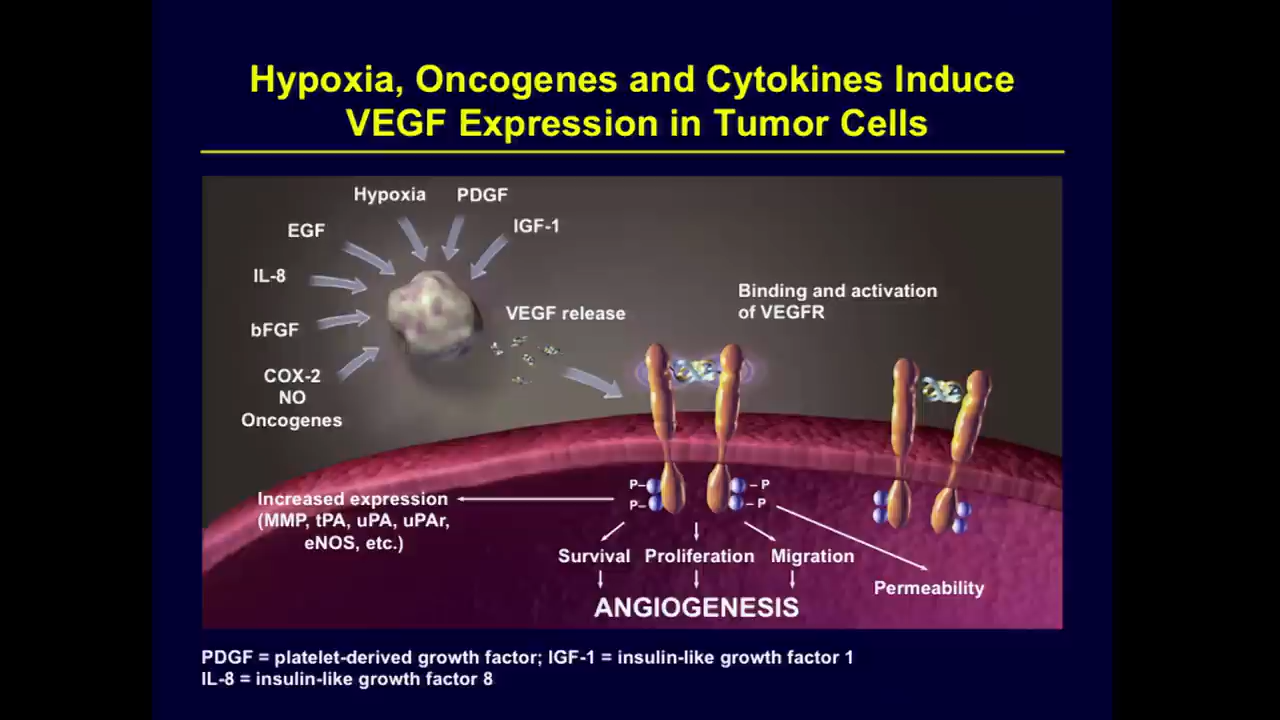 Hypoxia, Oncogenes and Cytokines Induce
VEGF Expression in Tumor Cells
Hypoxia
PDGF
EGF
IGF-1
IL-8
bFGF
COX-2
NO
Oncogenes
VEGF release
Binding and activation
of VEGFR
P–
– P
P–
– P
Increased expression
(MMP, tPA, uPA, uPAr,
eNOS, etc.)
Survival
Proliferation
Migration
Permeability
ANGIOGENESIS
PDGF = platelet-derived growth factor; IGF-1 = insulin-like growth factor 1
IL-8 = insulin-like growth factor 8